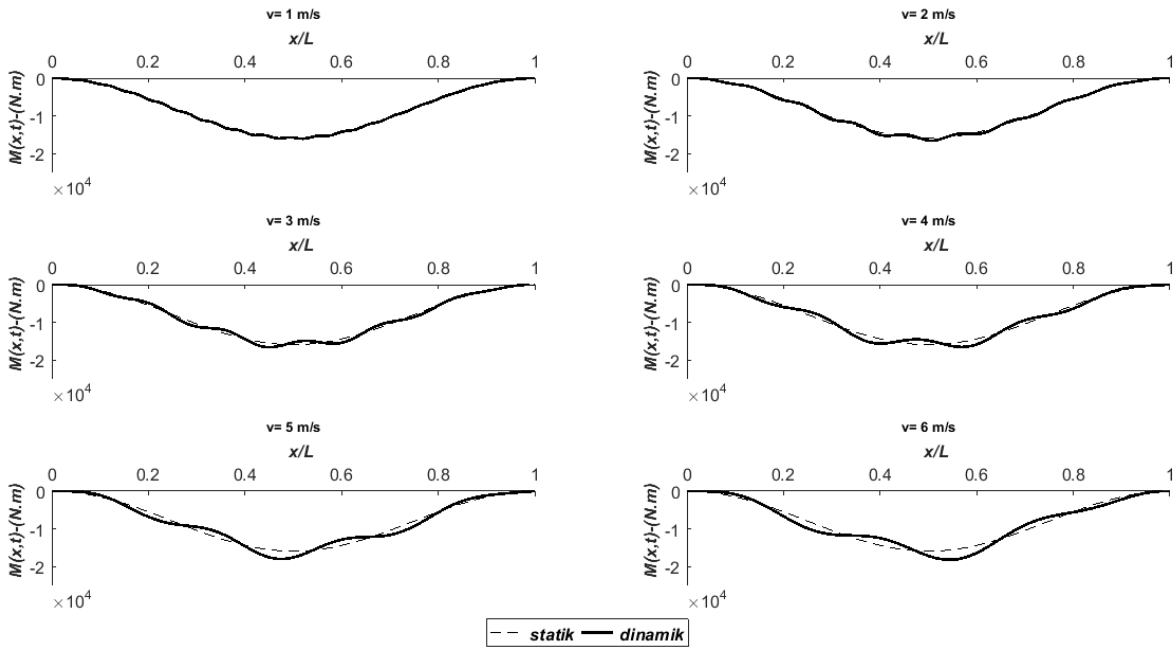 v= 1 m/s
x/L
0 0.2 0.4 0.6 0.8 1
0
-1
-2
M(x,t)-(N.m)
×10^4
v= 2 m/s
x/L
0 0.2 0.4 0.6 0.8 1
0
-1
-2
M(x,t)-(N.m)
×10^4
v= 3 m/s
x/L
0 0.2 0.4 0.6 0.8 1
0
-1
-2
M(x,t)-(N.m)
×10^4
v= 4 m/s
x/L
0 0.2 0.4 0.6 0.8 1
0
-1
-2
M(x,t)-(N.m)
×10^4
v= 5 m/s
x/L
0 0.2 0.4 0.6 0.8 1
0
-1
-2
M(x,t)-(N.m)
×10^4
v= 6 m/s
x/L
0 0.2 0.4 0.6 0.8 1
0
-1
-2
M(x,t)-(N.m)
×10^4
statik dinamik